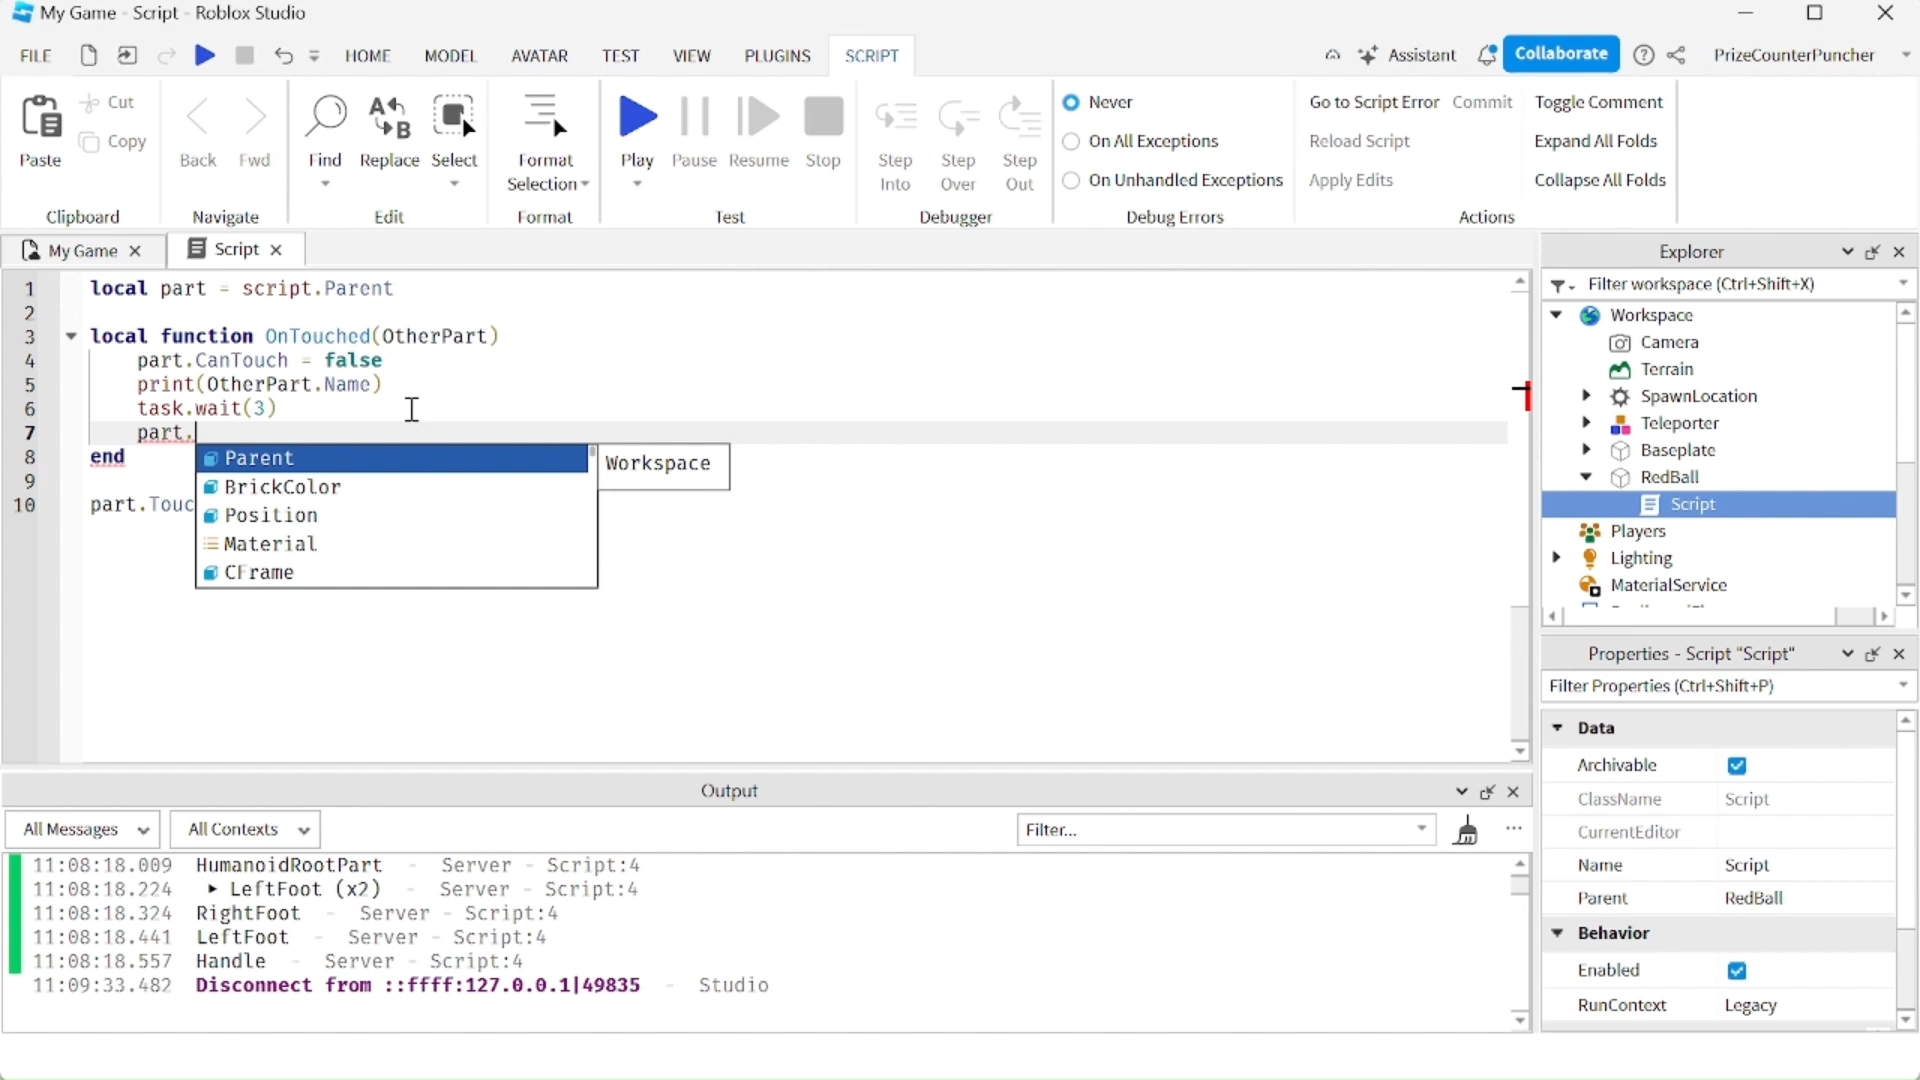 My Game - Script - Roblox Studio
FILE HOME MODEL AVATAR TEST VIEW PLUGINS SCRIPT Assistant Collaborate PrizeCounterPuncher
Paste Cut Copy
Clipboard
Back Fwd
Navigate
Find Replace Select
Edit
Format Selection
Format
Play Pause Resume Stop
Test
Step Into Step Over Step Out
Debugger
Never
On All Exceptions
On Unhandled Exceptions
Debug Errors
Go to Script Error Commit Toggle Comment
Reload Script Expand All Folds
Apply Edits Collapse All Folds
Actions
My Game Script
1 local part = script.Parent
2
3 local function OnTouched(OtherPart)
4 part.CanTouch = false
5 print(OtherPart.Name)
6 task.wait(3)
7 part.
8 end
9
10 part.Touc
Parent
BrickColor
Position
Material
CFrame
Workspace
Explorer
Filter workspace (Ctrl+Shift+X)
Workspace
Camera
Terrain
SpawnLocation
Teleporter
Baseplate
RedBall
Script
Players
Lighting
MaterialService
Properties - Script "Script"
Filter Properties (Ctrl+Shift+P)
Data
Archivable
ClassName Script
CurrentEditor
Name Script
Parent RedBall
Behavior
Enabled
RunContext Legacy
Output
All Messages All Contexts Filter...
11:08:18.009 HumanoidRootPart - Server - Script:4
11:08:18.224 LeftFoot (x2) - Server - Script:4
11:08:18.324 RightFoot - Server - Script:4
11:08:18.441 LeftFoot - Server - Script:4
11:08:18.557 Handle - Server - Script:4
11:09:33.482 Disconnect from ::ffff:127.0.0.1|49835 - Studio